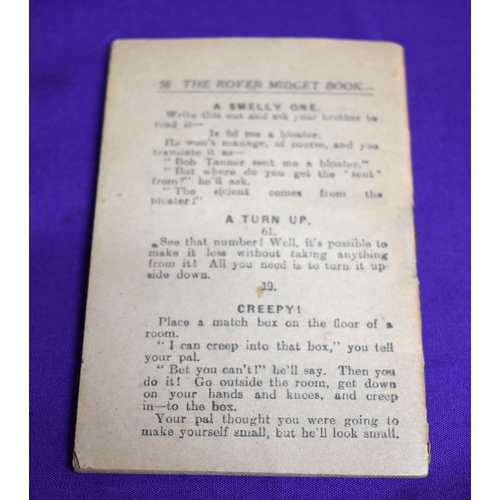 50 THE ROVER MIDGET BOOK—
A SMELLY ONE.
Write this out and ask your brother to
read it—
Is fd me a bloater.
He won't manage, of course, and you
translate it as—
"Bob Tanner sent me a bloater."
"But where do you get the 'sent'
from?" he'll ask.
"The s(c)ent comes from the
bloater!"
A TURN UP.
61.
See that number! Well, it's possible to
make it less without taking anything
from it! All you need is to turn it up-
side down.
19.
CREEPY!
Place a match box on the floor of a
room.
"I can creep into that box," you tell
your pal.
"Bet you can't!" he'll say. Then you
do it! Go outside the room, get down
on your hands and knees, and creep
in—to the box.
Your pal thought you were going to
make yourself small, but he'll look small.